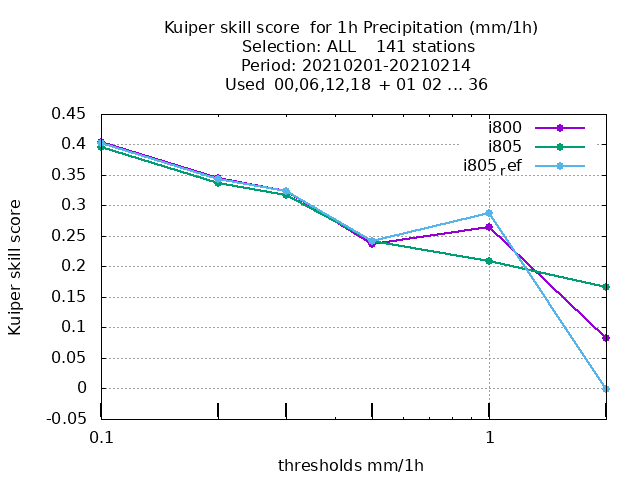 Kuiper skill score for 1h Precipitation (mm/1h)
Selection: ALL 141 stations
Period: 20210201-20210214
Used 00,06,12,18 + 01 02 ... 36
0.45
0.4
0.35
0.3
0.25
0.2
0.15
0.1
0.05
0
-0.05
Kuiper skill score
i800
i805
i805ref
0.1
1
thresholds mm/1h